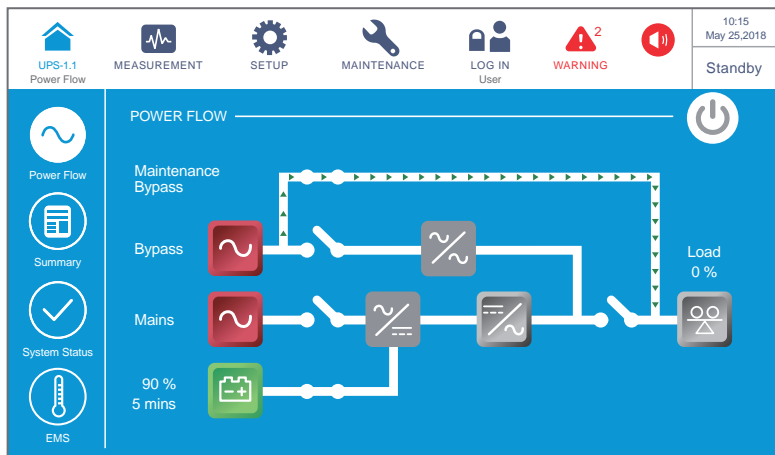 UPS-1.1
Power Flow
MEASUREMENT
SETUP
MAINTENANCE
LOG IN
User
2
WARNING
10:15
May 25,2018
Standby
Power Flow
Summary
System Status
EMS
POWER FLOW
Maintenance
Bypass
Bypass
Mains
90 %
5 mins
Load
0 %